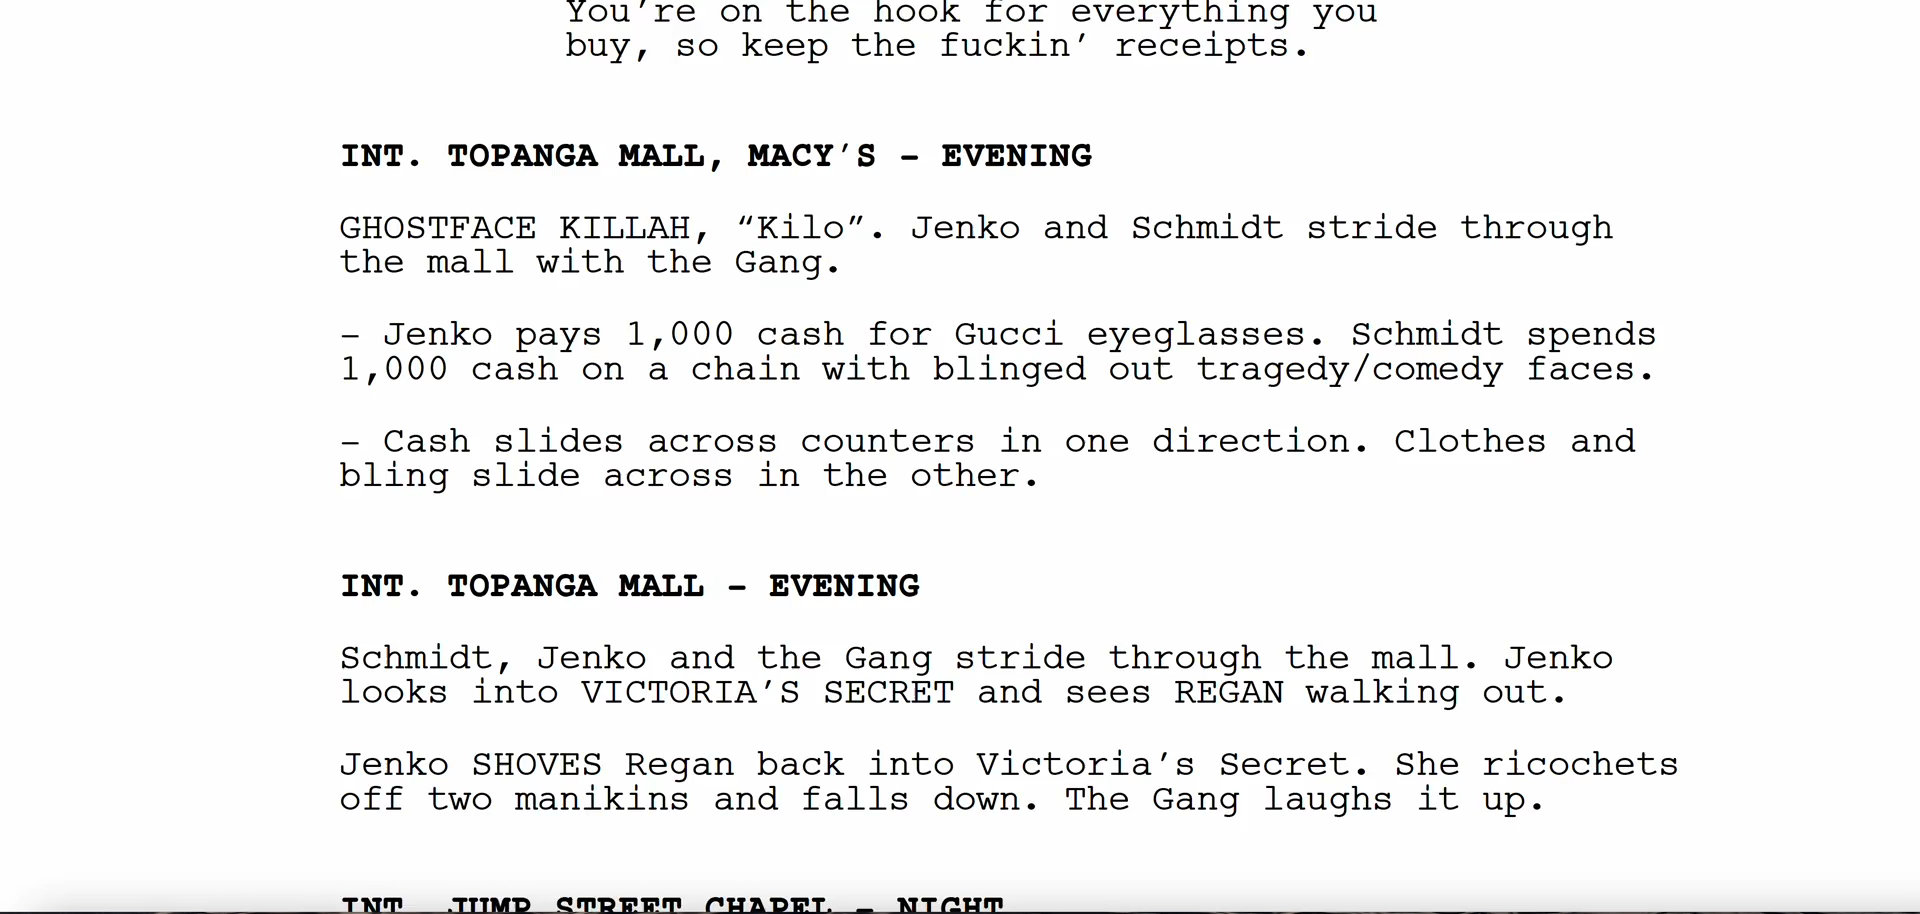 You’re on the hook for everything you
buy, so keep the fuckin’ receipts.
INT. TOPANGA MALL, MACY'S – EVENING
GHOSTFACE KILLAH, “Kilo”. Jenko and Schmidt stride through
the mall with the Gang.
– Jenko pays 1,000 cash for Gucci eyeglasses. Schmidt spends
1,000 cash on a chain with blinged out tragedy/comedy faces.
– Cash slides across counters in one direction. Clothes and
bling slide across in the other.
INT. TOPANGA MALL – EVENING
Schmidt, Jenko and the Gang stride through the mall. Jenko
looks into VICTORIA’S SECRET and sees REGAN walking out.
Jenko SHOVES Regan back into Victoria’s Secret. She ricochets
off two manikins and falls down. The Gang laughs it up.
INT. JUMP STREET CHAPEL – NIGHT